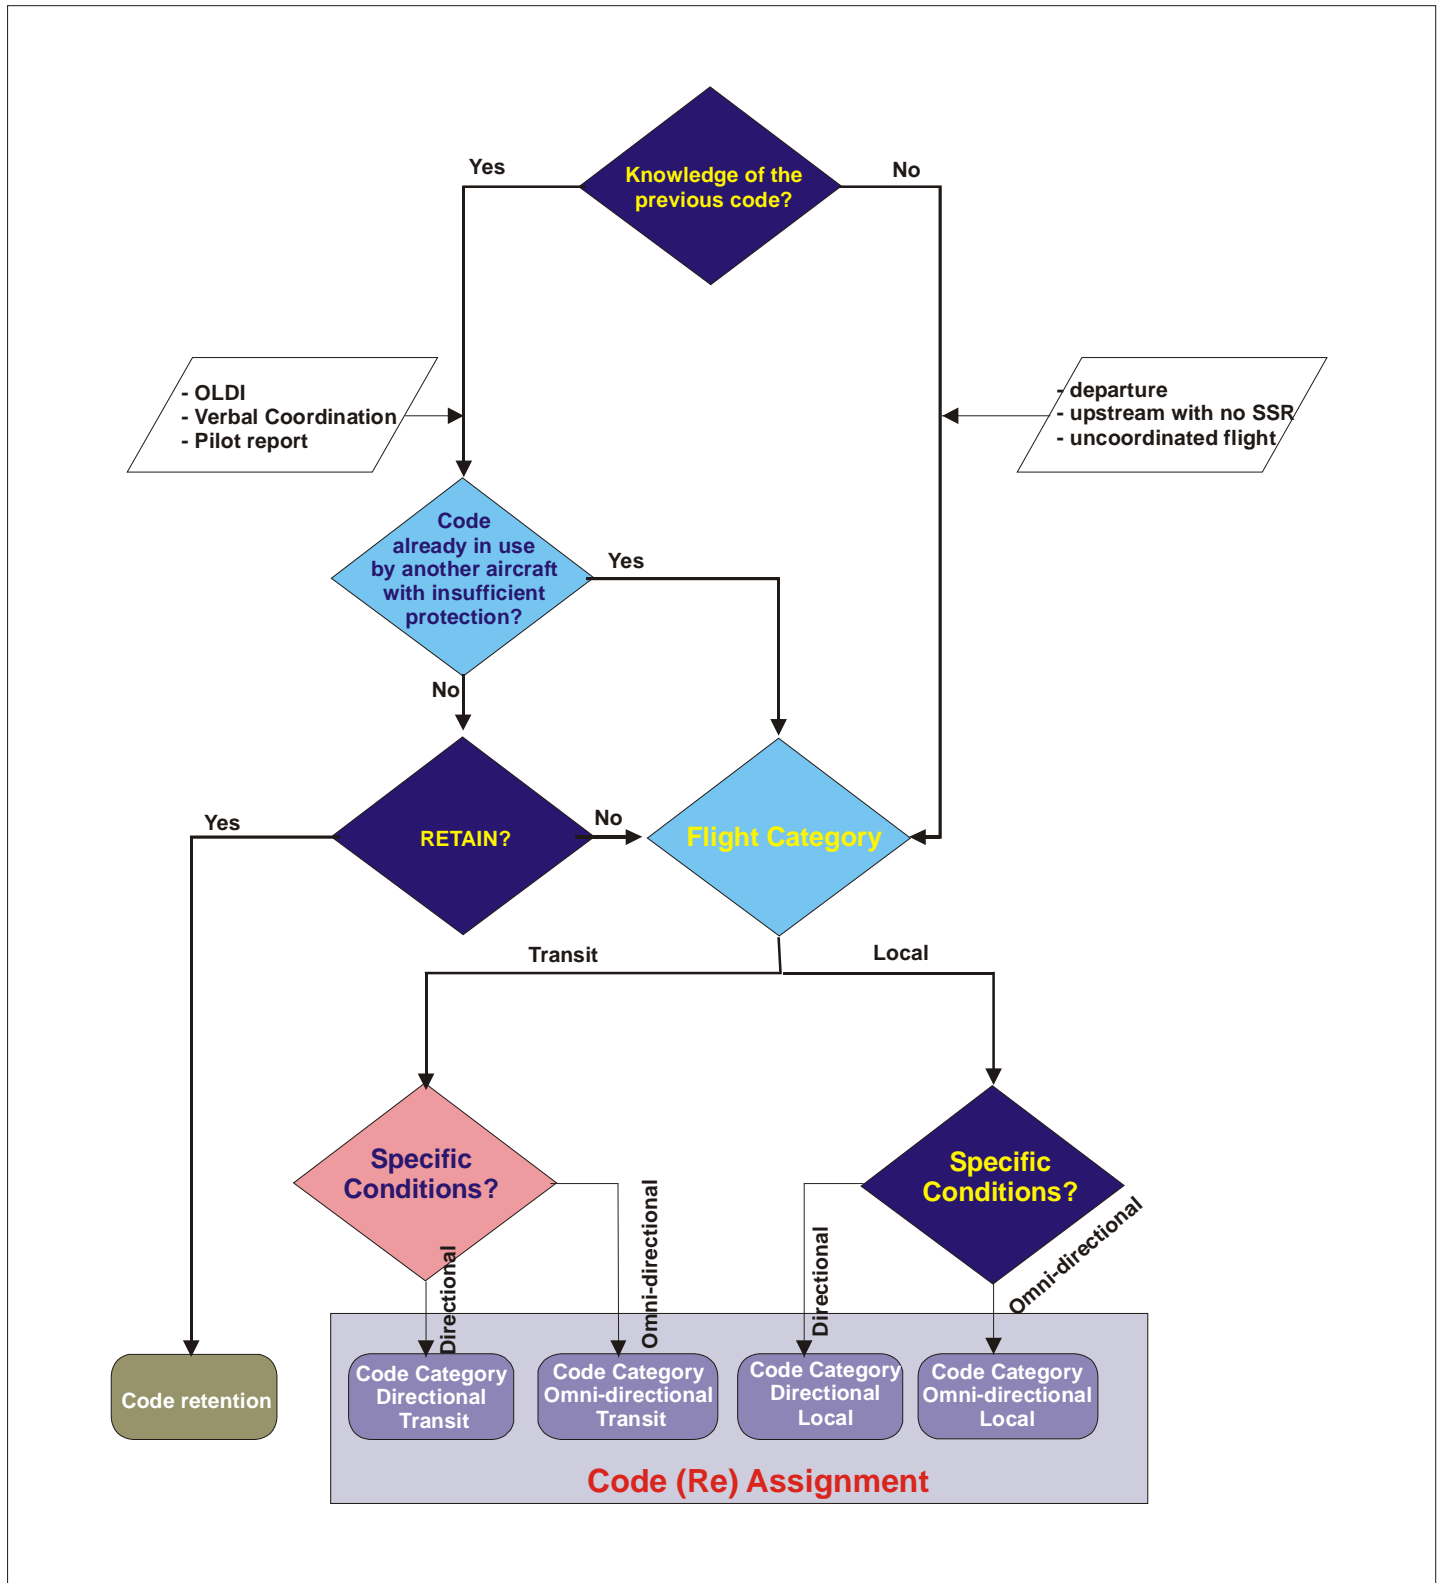 Yes
Knowledge of the
previous code?
No
- OLDI
- Verbal Coordination
- Pilot report
- departure
- upstream with no SSR
- uncoordinated flight
Code
already in use
by another aircraft
with insufficient
protection?
Yes
No
Yes
RETAIN?
No
Flight Category
Transit
Local
Specific
Conditions?
Specific
Conditions?
Directional
Omni-directional
Directional
Omni-directional
Code retention
Code Category
Directional
Transit
Code Category
Omni-directional
Transit
Code Category
Directional
Local
Code Category
Omni-directional
Local
Code (Re) Assignment